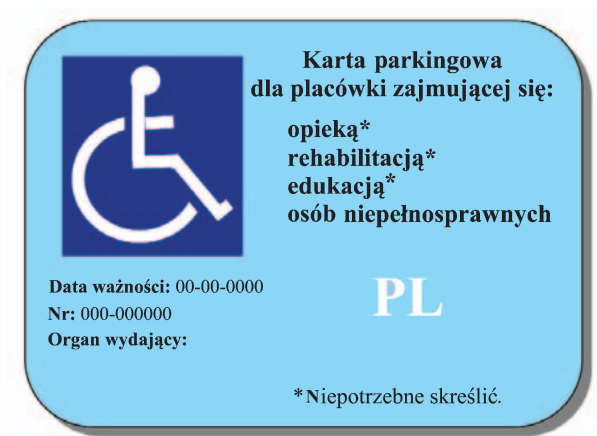 Karta parkingowa
dla placówki zajmującej się:
opieką*
rehabilitacją*
edukacją*
osób niepełnosprawnych
Data ważności: 00-00-0000
Nr: 000-000000
Organ wydający:
PL
*Niepotrzebne skreślić.